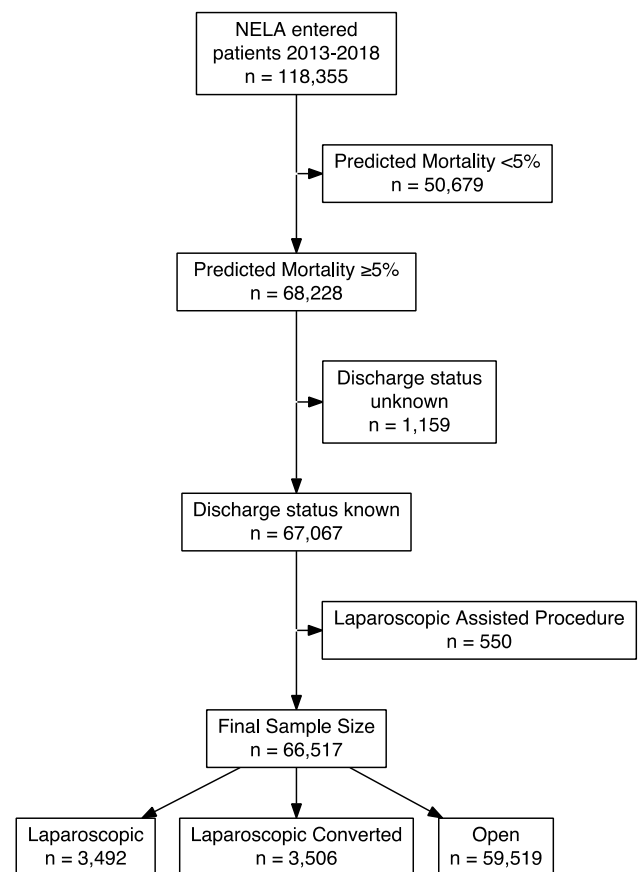 NELA entered
patients 2013-2018
n = 118,355
Predicted Mortality <5%
n = 50,679
Predicted Mortality ≥5%
n = 68,228
Discharge status
unknown
n = 1,159
Discharge status known
n = 67,067
Laparoscopic Assisted Procedure
n = 550
Final Sample Size
n = 66,517
Laparoscopic
n = 3,492
Laparoscopic Converted
n = 3,506
Open
n = 59,519